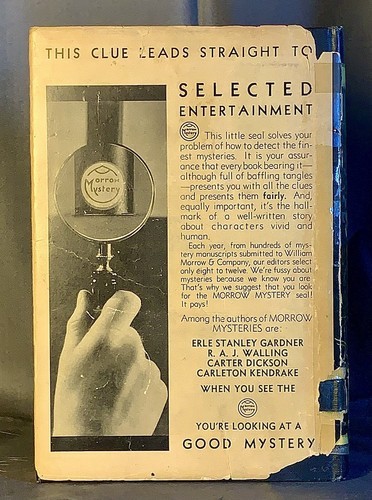 THIS CLUE LEADS STRAIGHT TO
SELECTED
ENTERTAINMENT
Morrow
Mystery
This little seal solves your
problem of how to detect the fin-
est mysteries. It is your assur-
ance that every book bearing it—
although full of baffling tangles
—presents you with all the clues
and presents them fairly. And,
equally important, it's the hall-
mark of a well-written story
about characters vivid and
human.
Each year, from hundreds of mys-
tery manuscripts submitted to William
Morrow & Company, our editors select
only eight to twelve. We're fussy about
mysteries because we know you are.
That's why we suggest that you look
for the MORROW MYSTERY seal!
It pays!
Among the authors of MORROW
MYSTERIES are:
ERLE STANLEY GARDNER
R. A. J. WALLING
CARTER DICKSON
CARLETON KENDRAKE
WHEN YOU SEE THE
YOU'RE LOOKING AT A
GOOD MYSTERY